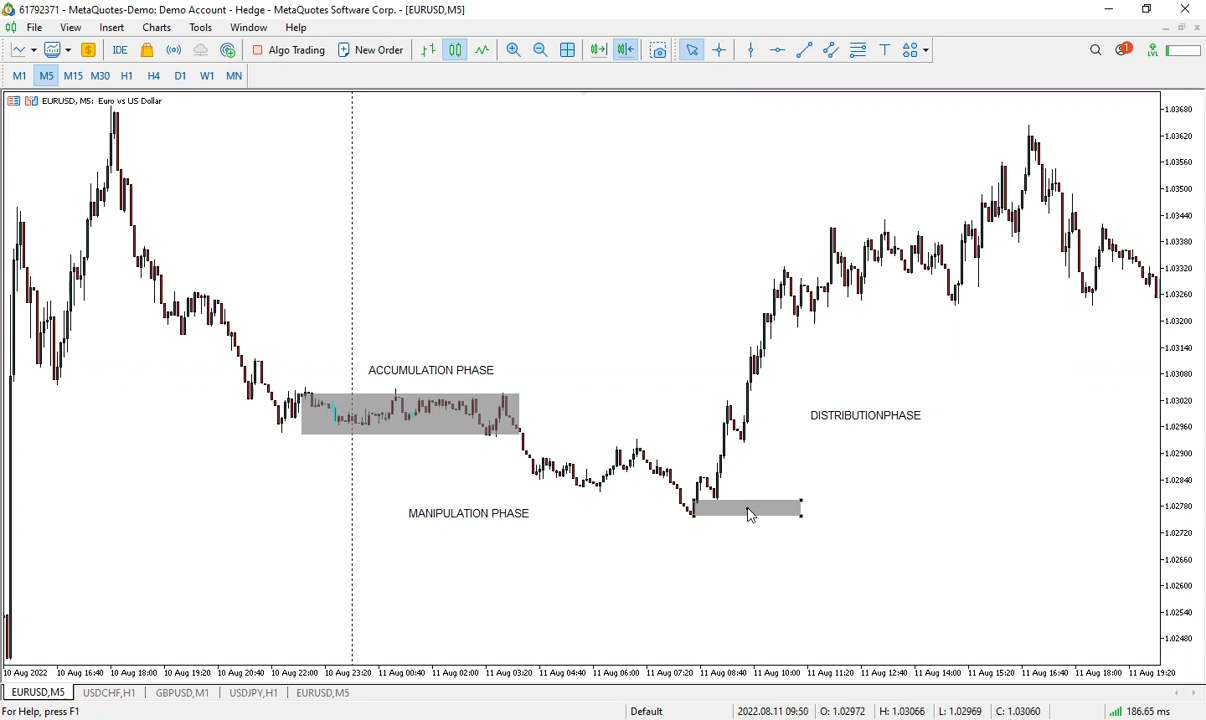 61792371 - MetaQuotes-Demo: Demo Account - Hedge - MetaQuotes Software Corp. - [EURUSD,M5]
File View Insert Charts Tools Options Window Help
IDE Algo Trading New Order 1 LVL
M1 M5 M15 M30 H1 H4 D1 W1 MN
EURUSD, M5: Euro vs US Dollar
1.03680
1.03620
1.03560
1.03500
1.03440
1.03380
1.03320
1.03260
1.03200
1.03140
1.03080
1.03020
1.02960
1.02900
1.02840
1.02780
1.02720
1.02660
1.02600
1.02540
1.02480
ACCUMULATION PHASE
DISTRIBUTIONPHASE
MANIPULATION PHASE
10 Aug 2022 10 Aug 16:40 10 Aug 18:00 10 Aug 19:20 10 Aug 20:40 10 Aug 22:00 10 Aug 23:20 11 Aug 00:40 11 Aug 02:00 11 Aug 03:20 11 Aug 04:40 11 Aug 06:00 11 Aug 07:20 11 Aug 08:40 11 Aug 10:00 11 Aug 11:20 11 Aug 12:40 11 Aug 14:00 11 Aug 15:20 11 Aug 16:40 11 Aug 18:00 11 Aug 19:20
EURUSD,M5 USDCHF,H1 GBPUSD,M1 USDJPY,H1 EURUSD,M5
For Help, press F1 Default 2022.08.11 09:50 O: 1.02972 H: 1.03066 L: 1.02969 C: 1.03060 186.65 ms